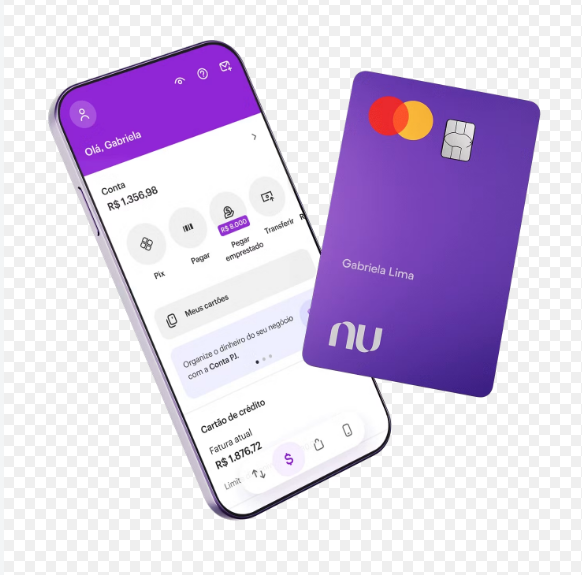 Olá, Gabriela
Conta
R$ 1.356,98
Pix
Pagar
R$ 8,000
Pegar
emprestado
Transferir
Meus cartões
Organize o dinheiro do seu negócio
com a Conta PJ.
Cartão de crédito
Fatura atual
R$ 1.876,72
Limit
Gabriela Lima
nu